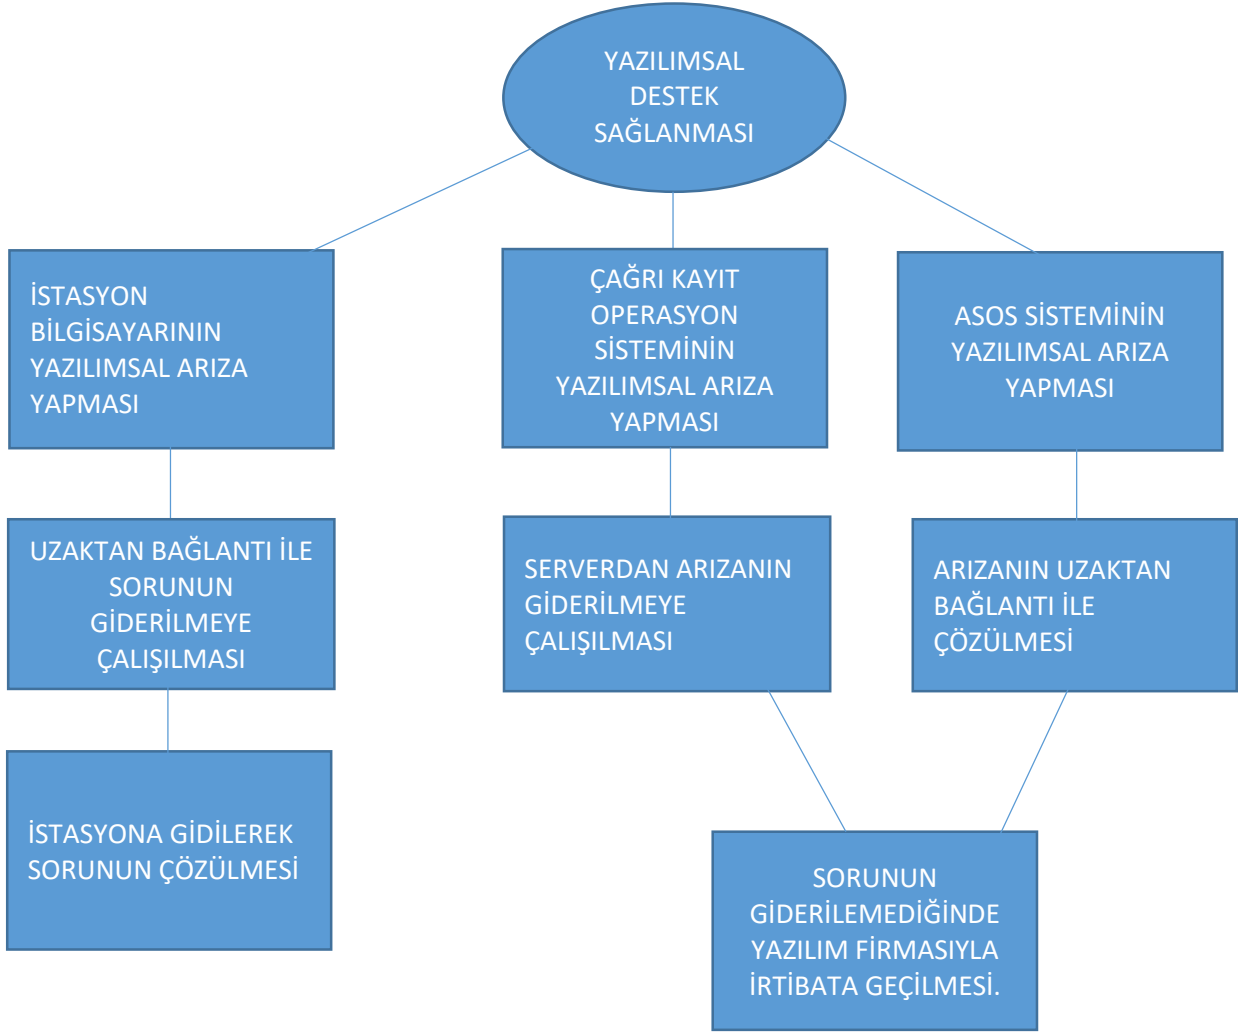 YAZILIMSAL
DESTEK
SAĞLANMASI
İSTASYON
BİLGİSAYARININ
YAZILIMSAL ARIZA
YAPMASI
ÇAĞRI KAYIT
OPERASYON
SİSTEMİNİN
YAZILIMSAL ARIZA
YAPMASI
ASOS SİSTEMİNİN
YAZILIMSAL ARIZA
YAPMASI
UZAKTAN BAĞLANTI İLE
SORUNUN
GİDERİLMEYE
ÇALIŞILMASI
SERVERDAN ARIZANIN
GİDERİLMEYE
ÇALIŞILMASI
ARIZANIN UZAKTAN
BAĞLANTI İLE
ÇÖZÜLMESİ
İSTASYONA GİDİLEREK
SORUNUN ÇÖZÜLMESİ
SORUNUN
GİDERİLEMEDİĞİNDE
YAZILIM FİRMASIYLA
İRTİBATA GEÇİLMESİ.